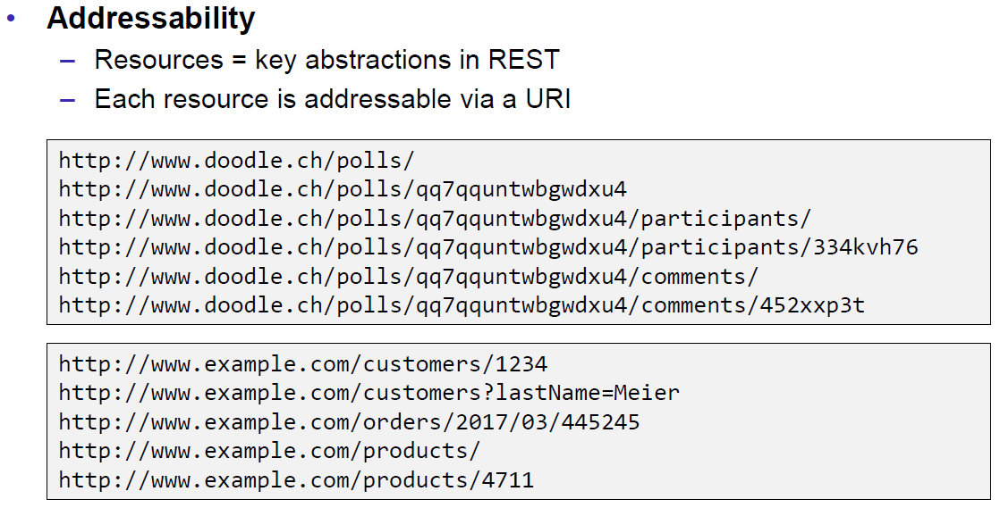 • Addressability
– Resources = key abstractions in REST
– Each resource is addressable via a URI
http://www.doodle.ch/polls/
http://www.doodle.ch/polls/qq7qquntwbgwdxu4
http://www.doodle.ch/polls/qq7qquntwbgwdxu4/participants/
http://www.doodle.ch/polls/qq7qquntwbgwdxu4/participants/334kvh76
http://www.doodle.ch/polls/qq7qquntwbgwdxu4/comments/
http://www.doodle.ch/polls/qq7qquntwbgwdxu4/comments/452xxp3t
http://www.example.com/customers/1234
http://www.example.com/customers?lastName=Meier
http://www.example.com/orders/2017/03/445245
http://www.example.com/products/
http://www.example.com/products/4711